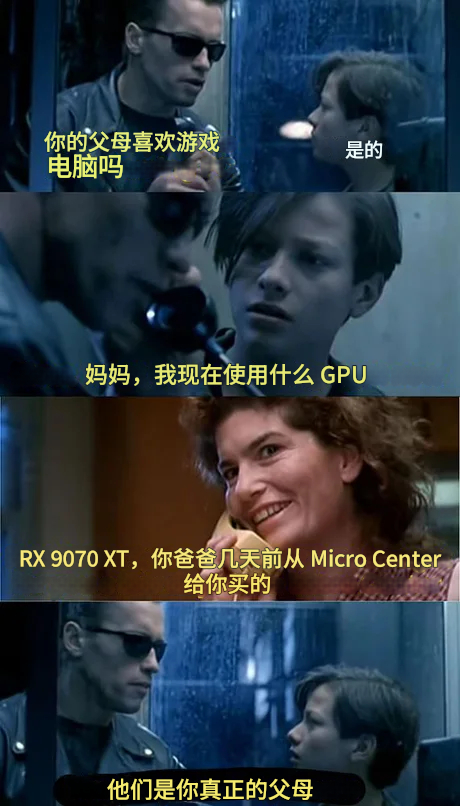 你的父母喜欢游戏
电脑吗
是的
妈妈，我现在使用什么 GPU
RX 9070 XT，你爸爸几天前从 Micro Center
给你买的
他们是你真正的父母